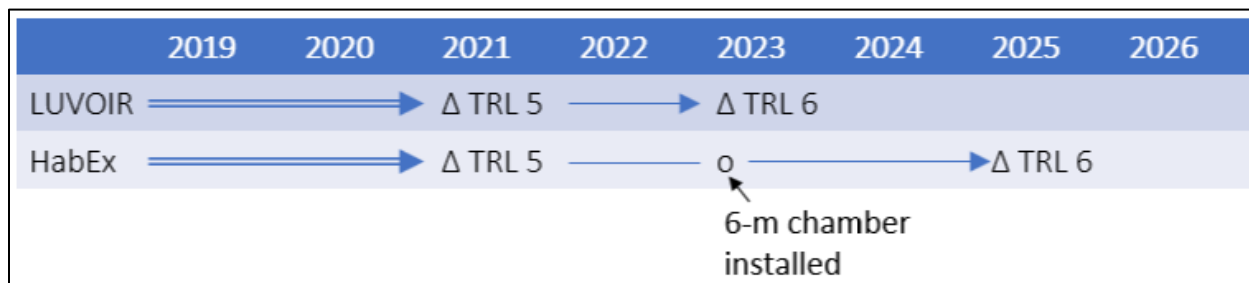 2019 2020 2021 2022 2023 2024 2025 2026
LUVOIR Δ TRL 5 Δ TRL 6
HabEx Δ TRL 5 o Δ TRL 6
6-m chamber
installed